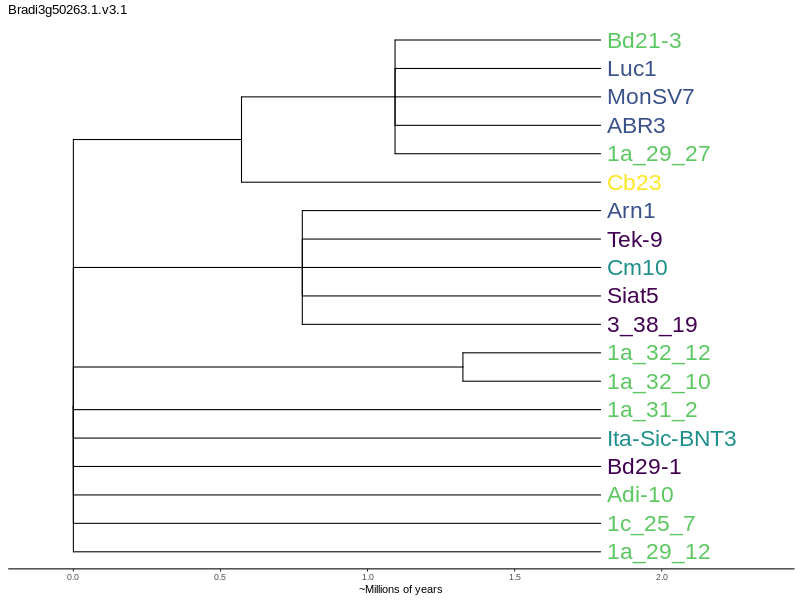 Bradi3g50263.1.v3.1
Bd21-3
Luc1
MonSV7
ABR3
1a_29_27
Cb23
Arn1
Tek-9
Cm10
Siat5
3_38_19
1a_32_12
1a_32_10
1a_31_2
Ita-Sic-BNT3
Bd29-1
Adi-10
1c_25_7
1a_29_12
0.0 0.5 1.0 1.5 2.0
~Millions of years